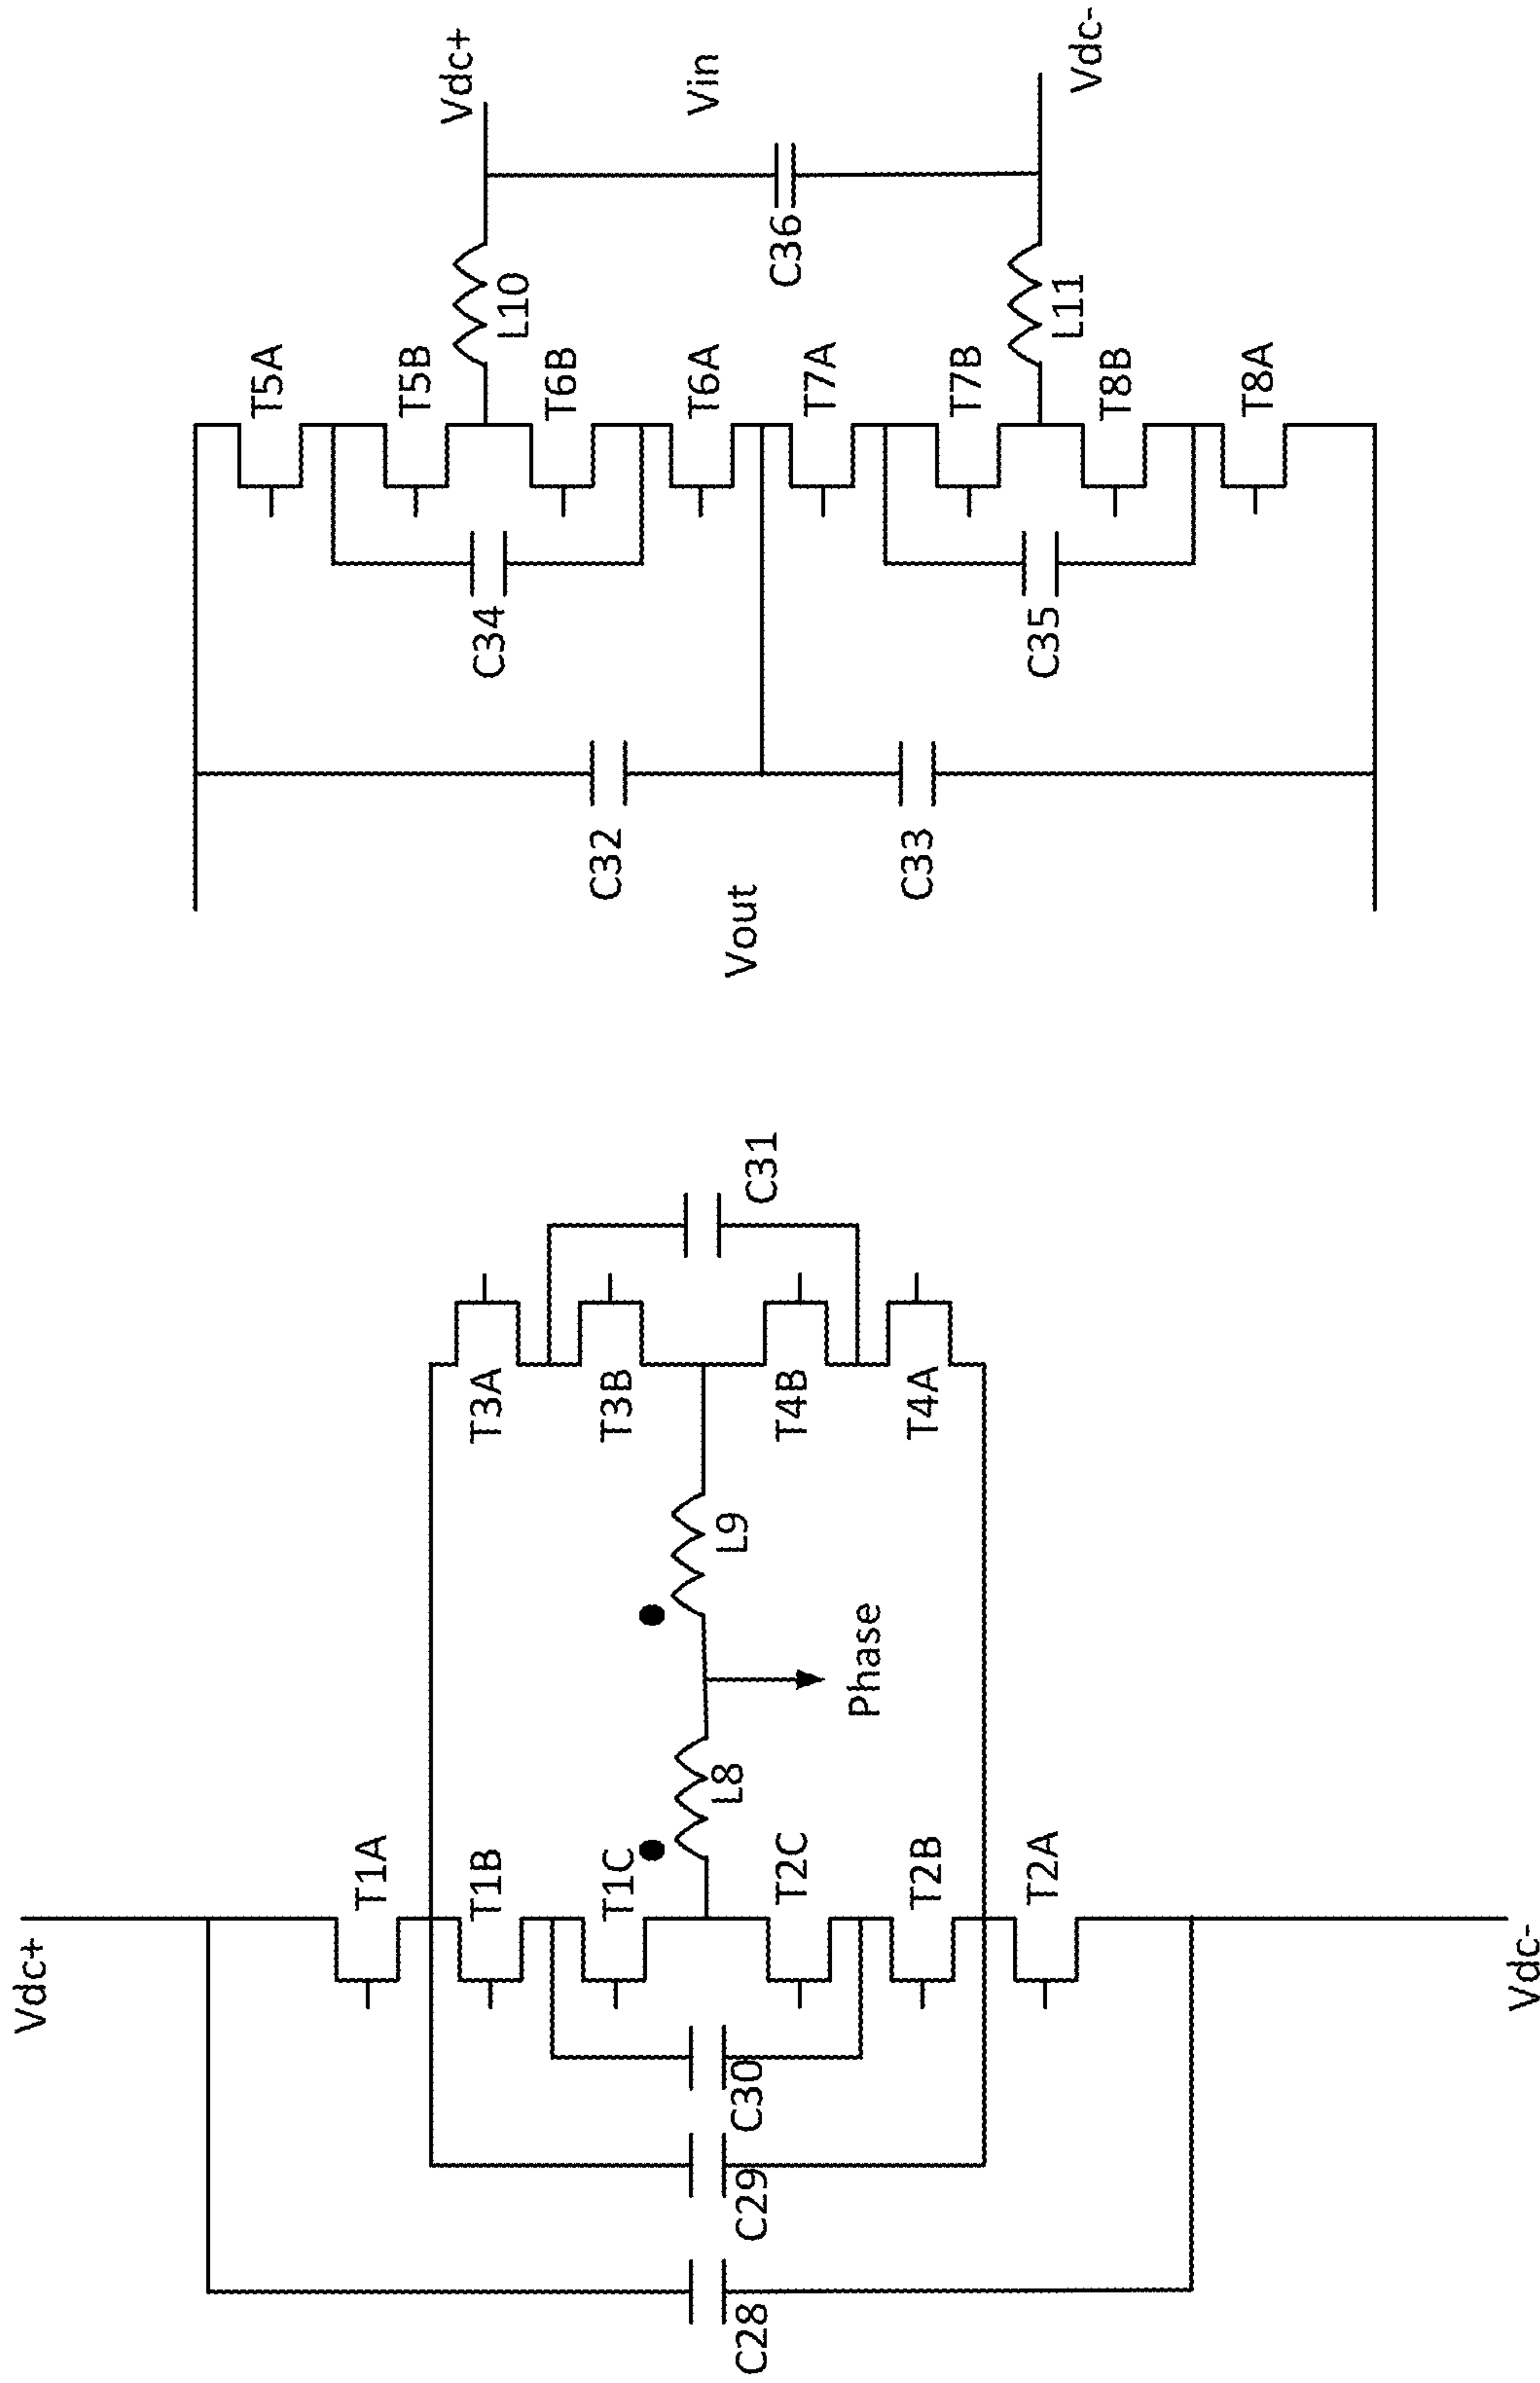 Vdc+
T1A
T1B
T1C
T2C
T2B
T2A
Vdc-
C28
C29
C30
L8
L9
Phase
T3A
T3B
T4B
T4A
C31
Vout
C32
C33
C34
C35
T5A
T5B
T6B
T6A
T7A
T7B
T8B
T8A
L10
L11
C36
Vdc+
Vin
Vdc-